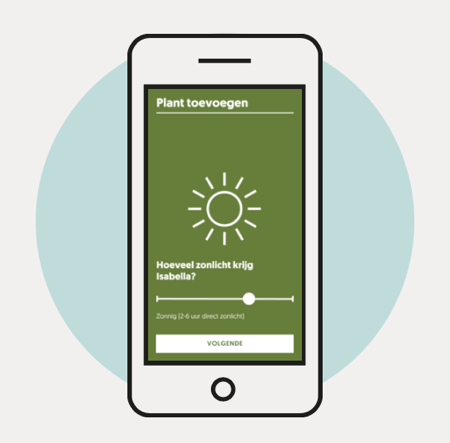 Plant toevoegen
Hoeveel zonlicht krijg
Isabella?
Zonnig [2-6 uur direct zonlicht]
VOLGENDE